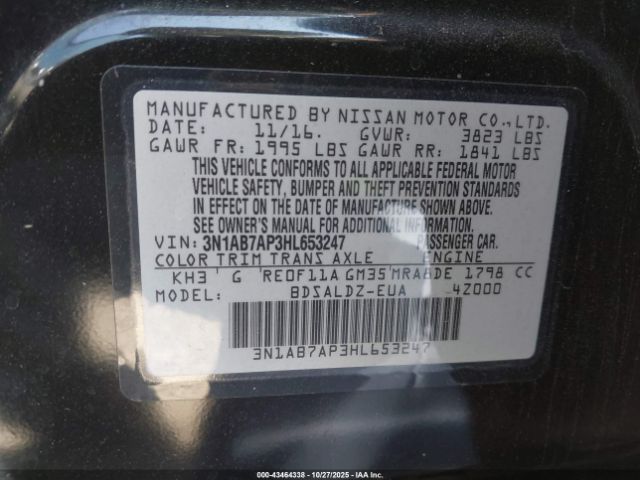 MANUFACTURED BY NISSAN MOTOR CO.,LTD.
DATE: 11/16. GVWR: 3823 LBS
GAWR FR: 1995 LBS GAWR RR: 1841 LBS
THIS VEHICLE CONFORMS TO ALL APPLICABLE FEDERAL MOTOR
VEHICLE SAFETY, BUMPER AND THEFT PREVENTION STANDARDS
IN EFFECT ON THE DATE OF MANUFACTURE SHOWN ABOVE.
SEE OWNER'S MANUAL FOR ADDITIONAL INFORMATION.
VIN: 3N1AB7AP3HL653247 PASSENGER CAR.
COLOR TRIM TRANS AXLE ENGINE
KH3 G RE0F11A GM35 MRA8DE 1798 CC
MODEL: BDSALDZ-EUA 4Z000
3N1AB7AP3HL653247
000-43464338 - 10/27/2025 - IAAI, Inc.